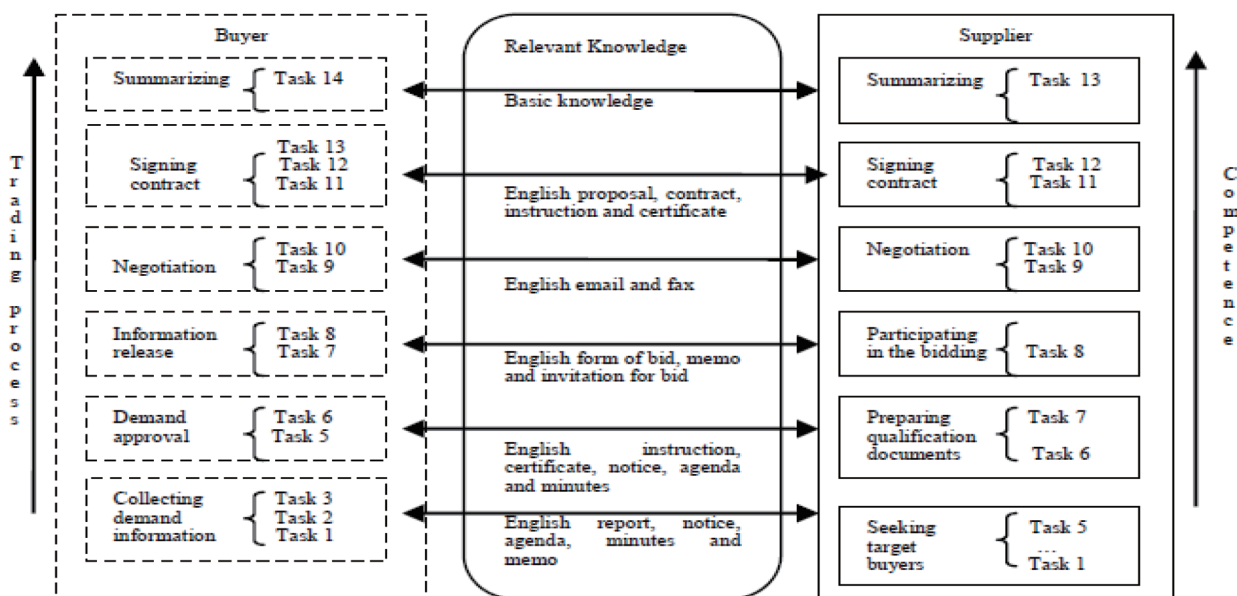 Trading process
Buyer
Summarizing
Task 14
Signing
contract
Task 13
Task 12
Task 11
Negotiation
Task 10
Task 9
Information
release
Task 8
Task 7
Demand
approval
Task 6
Task 5
Collecting
demand
information
Task 3
Task 2
Task 1
Relevant Knowledge
Basic knowledge
English proposal, contract,
instruction and certificate
English email and fax
English form of bid, memo
and invitation for bid
English instruction,
certificate, notice, agenda
and minutes
English report, notice,
agenda, minutes and
memo
Supplier
Summarizing
Task 13
Signing
contract
Task 12
Task 11
Negotiation
Task 10
Task 9
Participating
in the bidding
Task 8
Preparing
qualification
documents
Task 7
Task 6
Seeking
target
buyers
Task 5
...
Task 1
Competence